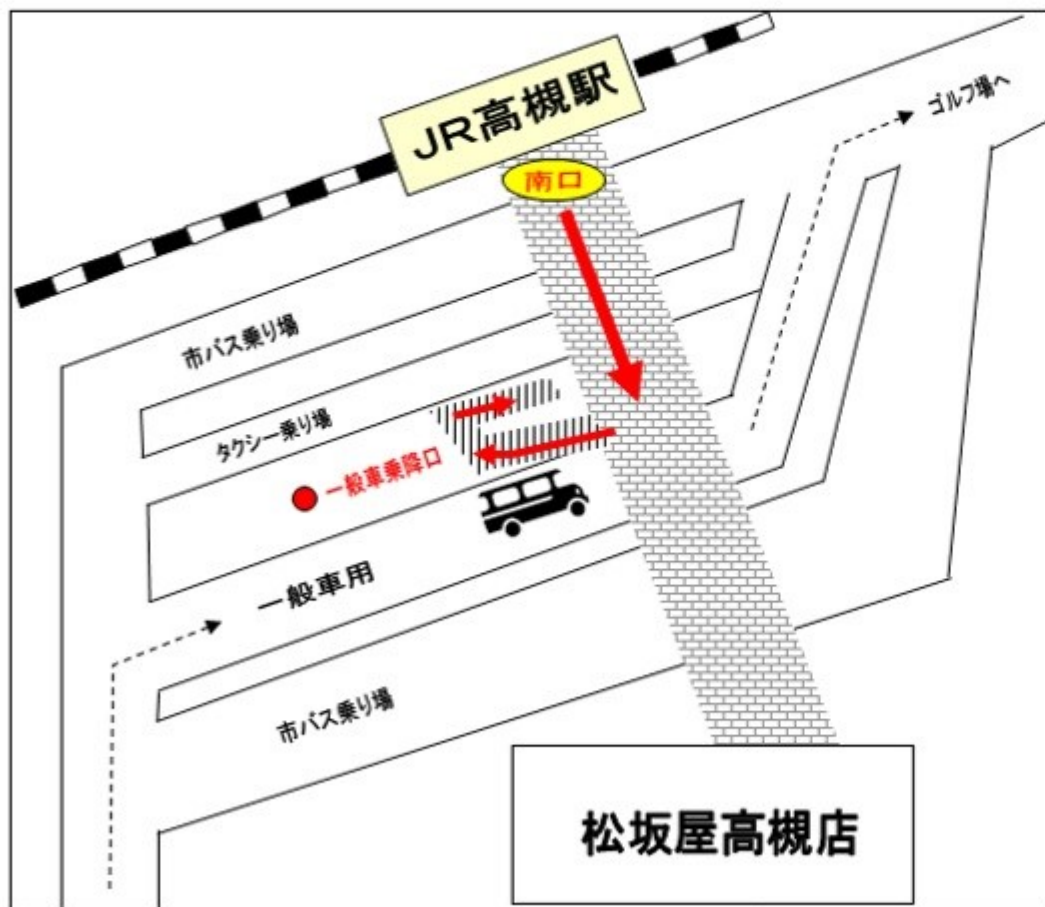 JR高槻駅
南口
ゴルフ場へ
市バス乗り場
タクシー乗り場
一般車乗降口
一般車用
市バス乗り場
松坂屋高槻店